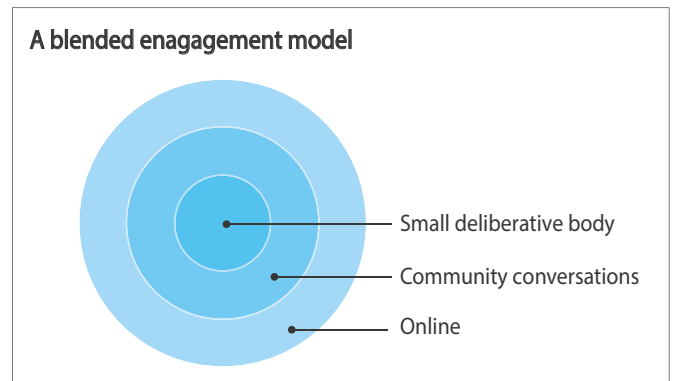 A blended enagagement model
Small deliberative body
Community conversations
Online